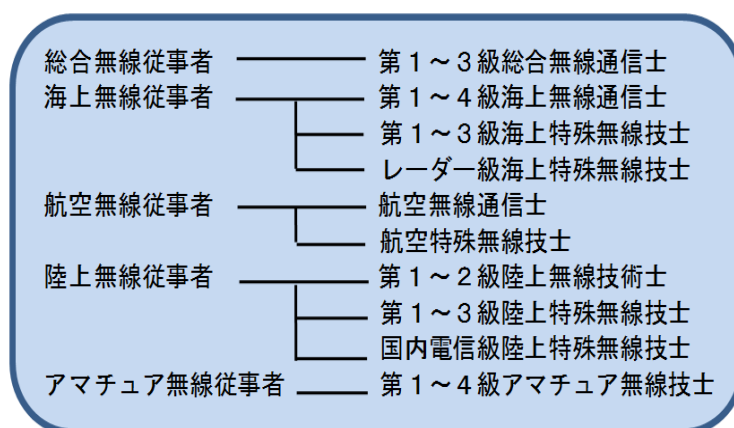 総合無線従事者 第１～３級総合無線通信士
海上無線従事者 第１～４級海上無線通信士
第１～３級海上特殊無線技士
レーダー級海上特殊無線技士
航空無線従事者 航空無線通信士
航空特殊無線技士
陸上無線従事者 第１～２級陸上無線技術士
第１～３級陸上特殊無線技士
国内電信級陸上特殊無線技士
アマチュア無線従事者 第１～４級アマチュア無線技士